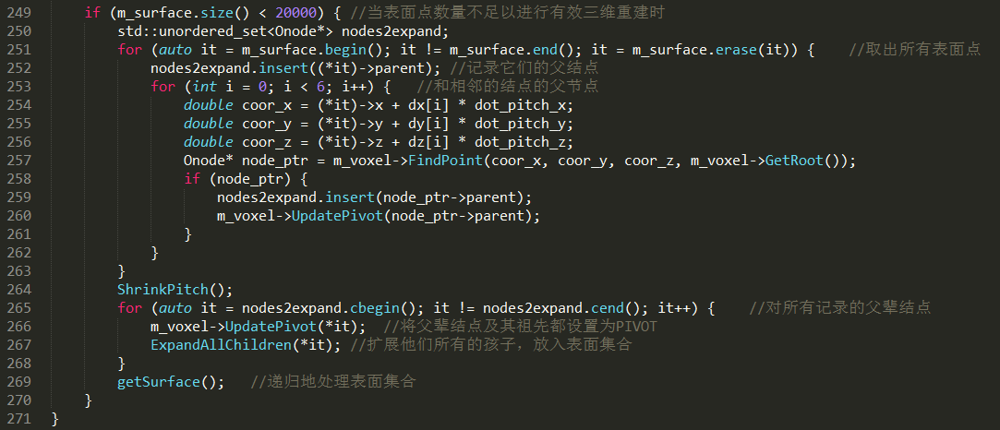 249 if (m_surface.size() < 20000) { //当表面点数量不足以进行有效三维重建时
250 std::unordered_set<Onode*> nodes2expand;
251 for (auto it = m_surface.begin(); it != m_surface.end(); it = m_surface.erase(it)) { //取出所有表面点
252 nodes2expand.insert((*it)->parent); //记录它们的父结点
253 for (int i = 0; i < 6; i++) { //和相邻的结点的父节点
254 double coor_x = (*it)->x + dx[i] * dot_pitch_x;
255 double coor_y = (*it)->y + dy[i] * dot_pitch_y;
256 double coor_z = (*it)->z + dz[i] * dot_pitch_z;
257 Onode* node_ptr = m_voxel->FindPoint(coor_x, coor_y, coor_z, m_voxel->GetRoot());
258 if (node_ptr) {
259 nodes2expand.insert(node_ptr->parent);
260 m_voxel->UpdatePivot(node_ptr->parent);
261 }
262 }
263 }
264 ShrinkPitch();
265 for (auto it = nodes2expand.cbegin(); it != nodes2expand.cend(); it++) { //对所有记录的父辈结点
266 m_voxel->UpdatePivot(*it); //将父辈结点及其祖先都设置为PIVOT
267 ExpandAllChildren(*it); //扩展他们所有的孩子，放入表面集合
268 }
269 getSurface(); //递归地处理表面集合
270 }
271 }